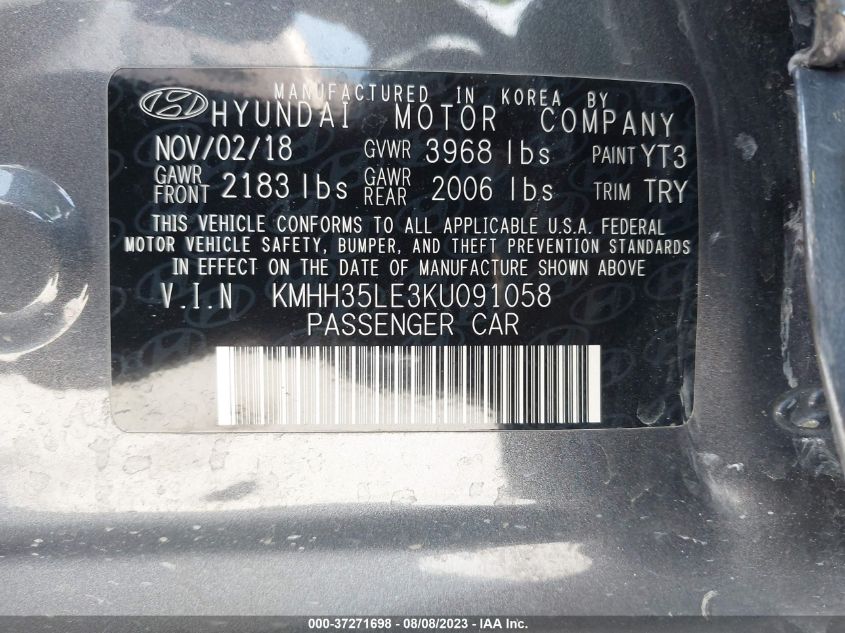 MANUFACTURED IN KOREA BY
HYUNDAI MOTOR COMPANY
NOV/02/18 GVWR 3968 lbs PAINT YT3
GAWR FRONT 2183 lbs GAWR REAR 2006 lbs TRIM TRY
THIS VEHICLE CONFORMS TO ALL APPLICABLE U.S.A. FEDERAL
MOTOR VEHICLE SAFETY, BUMPER, AND THEFT PREVENTION STANDARDS
IN EFFECT ON THE DATE OF MANUFACTURE SHOWN ABOVE
V.I.N KMHH35LE3KU091058
PASSENGER CAR
000-37271698 - 08/08/2023 - IAA Inc.